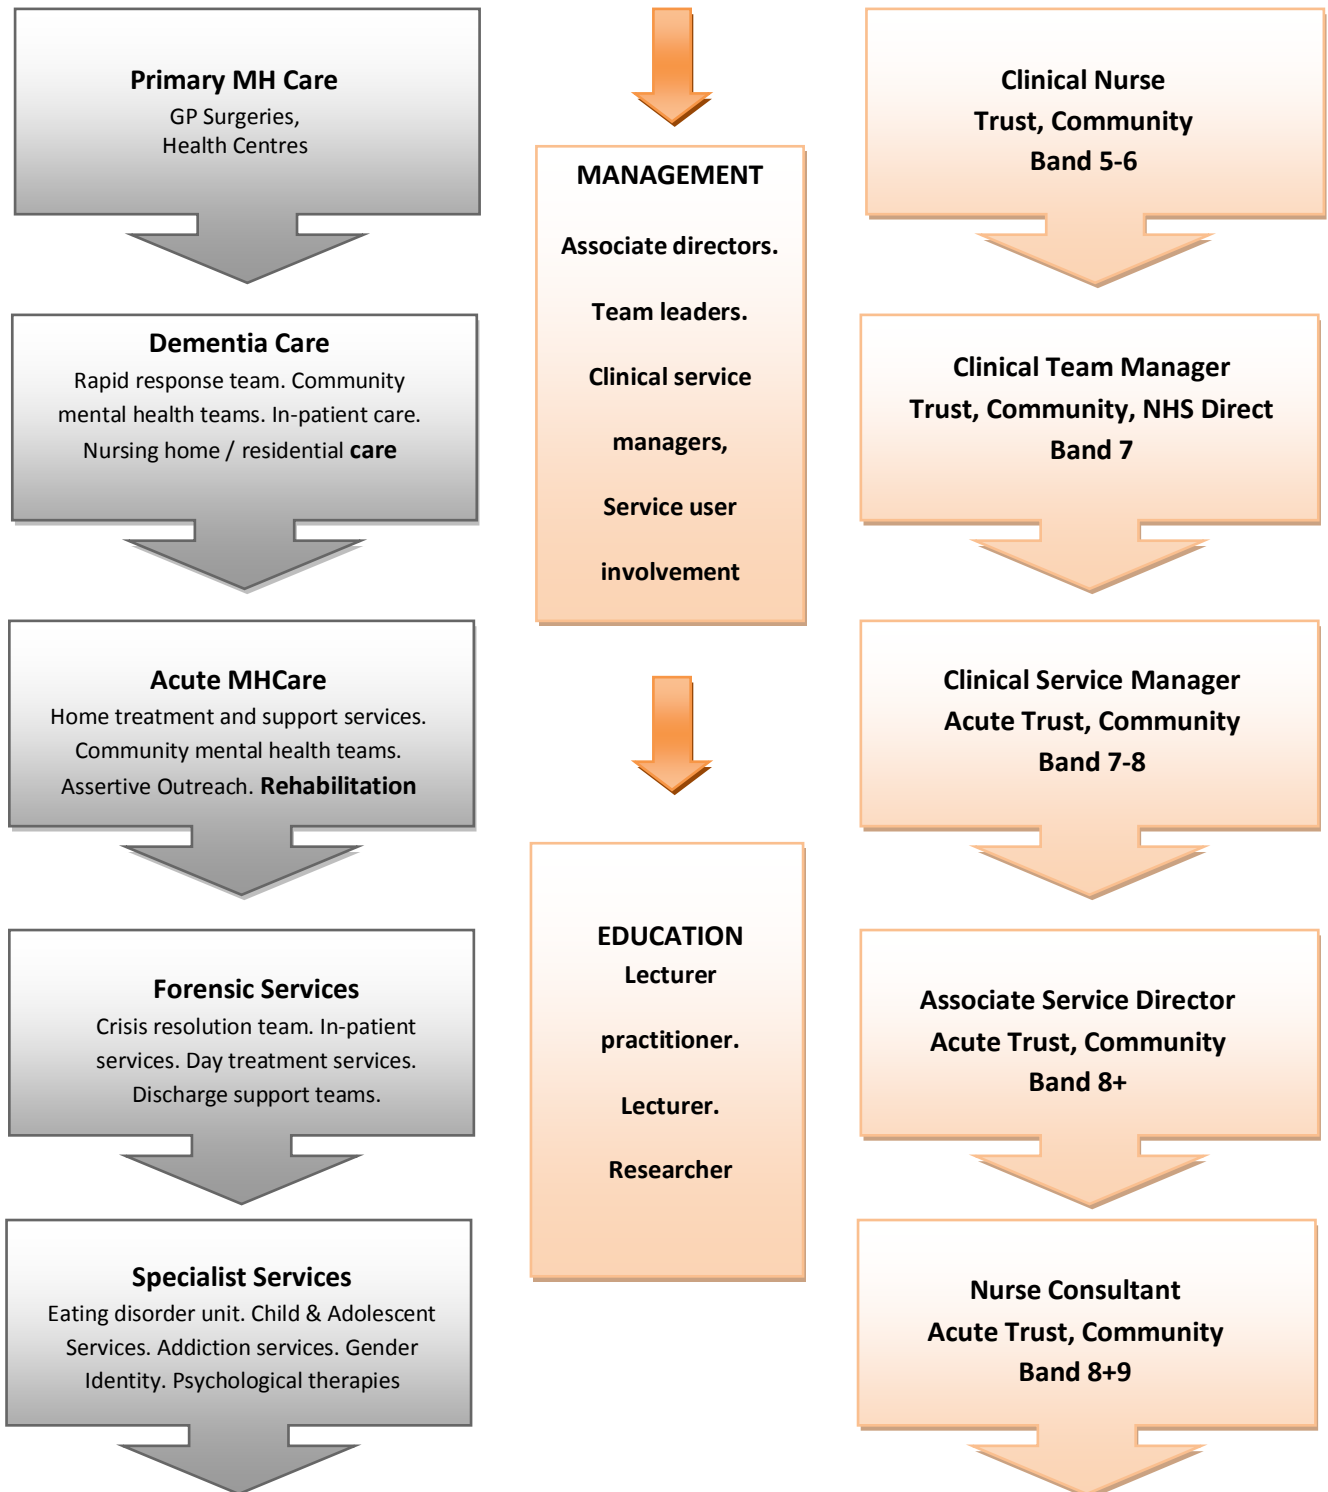 Primary MH Care
GP Surgeries,
Health Centres
Dementia Care
Rapid response team. Community
mental health teams. In-patient care.
Nursing home / residential care
Acute MHCare
Home treatment and support services.
Community mental health teams.
Assertive Outreach. Rehabilitation
Forensic Services
Crisis resolution team. In-patient
services. Day treatment services.
Discharge support teams.
Specialist Services
Eating disorder unit. Child & Adolescent
Services. Addiction services. Gender
Identity. Psychological therapies
MANAGEMENT
Associate directors.
Team leaders.
Clinical service
managers,
Service user
involvement
EDUCATION
Lecturer
practitioner.
Lecturer.
Researcher
Clinical Nurse
Trust, Community
Band 5-6
Clinical Team Manager
Trust, Community, NHS Direct
Band 7
Clinical Service Manager
Acute Trust, Community
Band 7-8
Associate Service Director
Acute Trust, Community
Band 8+
Nurse Consultant
Acute Trust, Community
Band 8+9